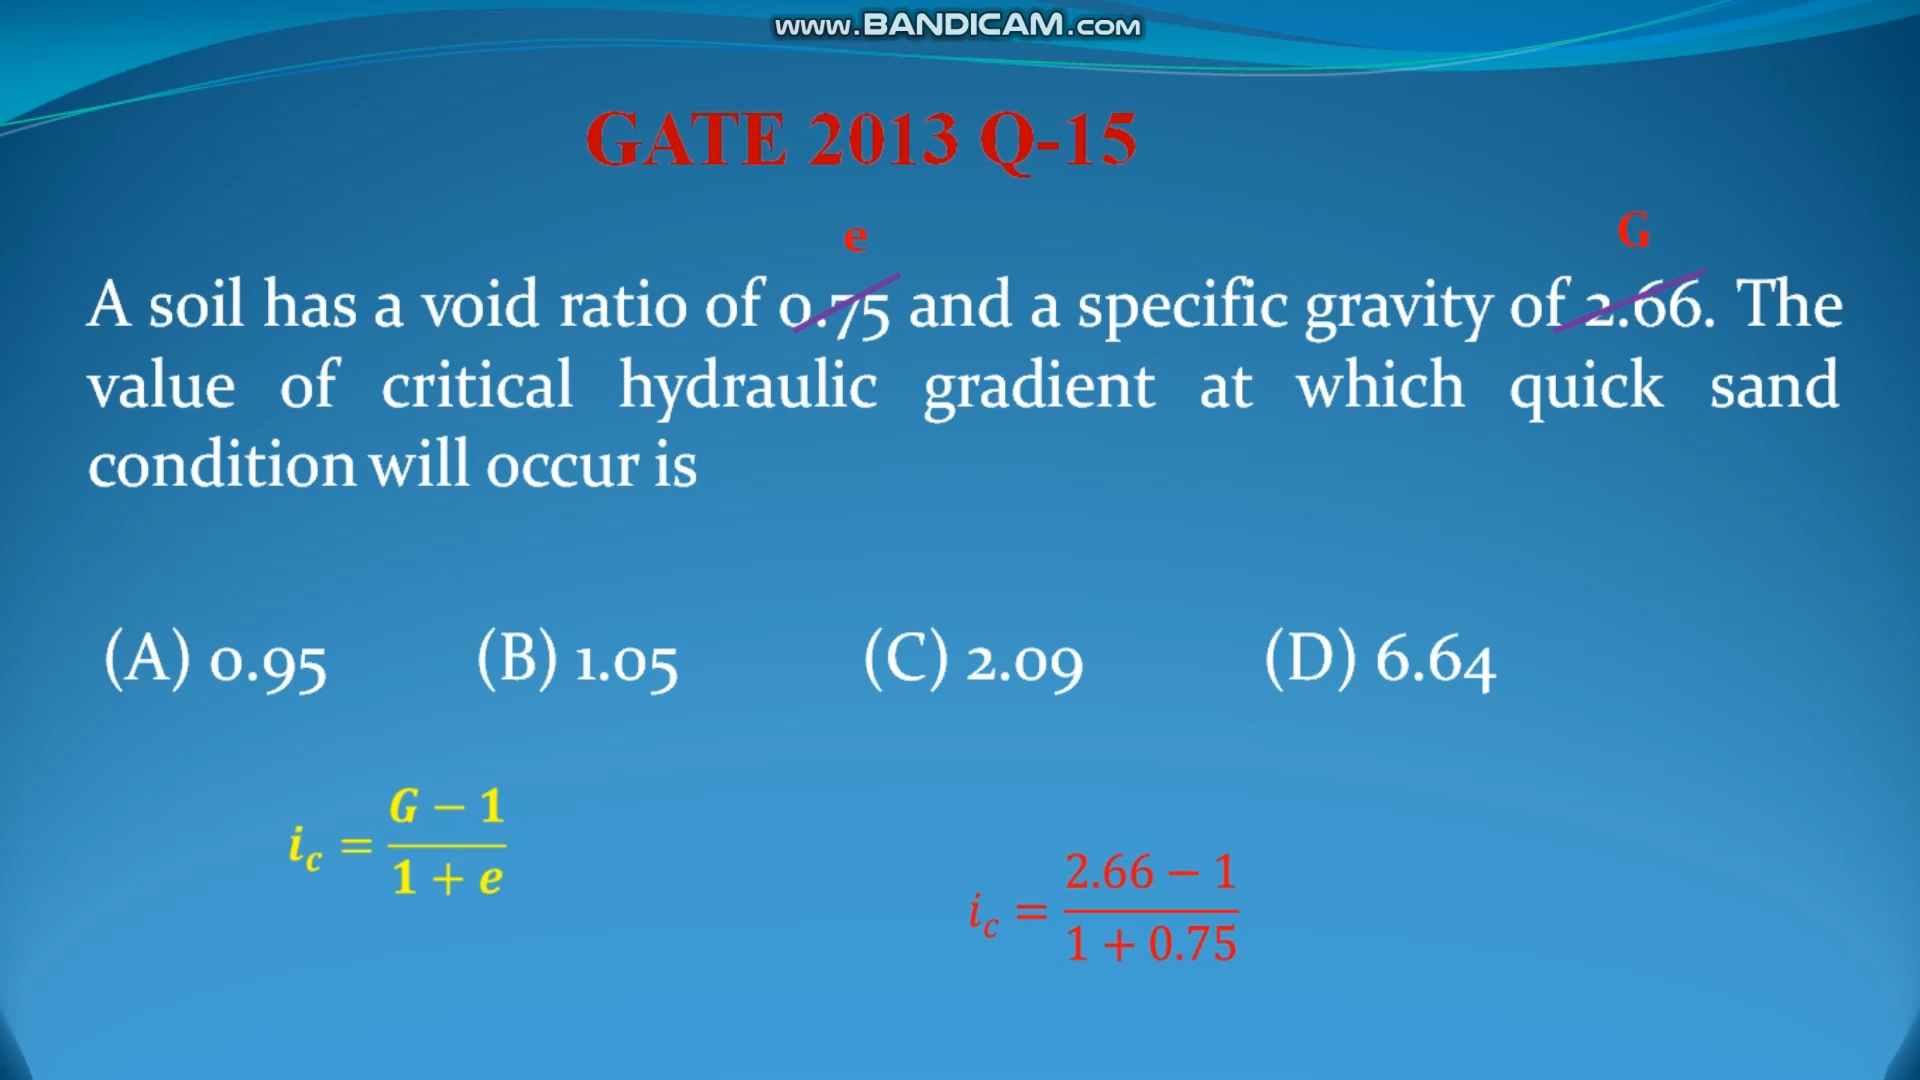 www.BANDICAM.com
GATE 2013 Q-15
e G
A soil has a void ratio of 0.75 and a specific gravity of 2.66. The
value of critical hydraulic gradient at which quick sand
condition will occur is
(A) 0.95 (B) 1.05 (C) 2.09 (D) 6.64
i_c = (G − 1)/(1 + e)
i_c = (2.66 − 1)/(1 + 0.75)